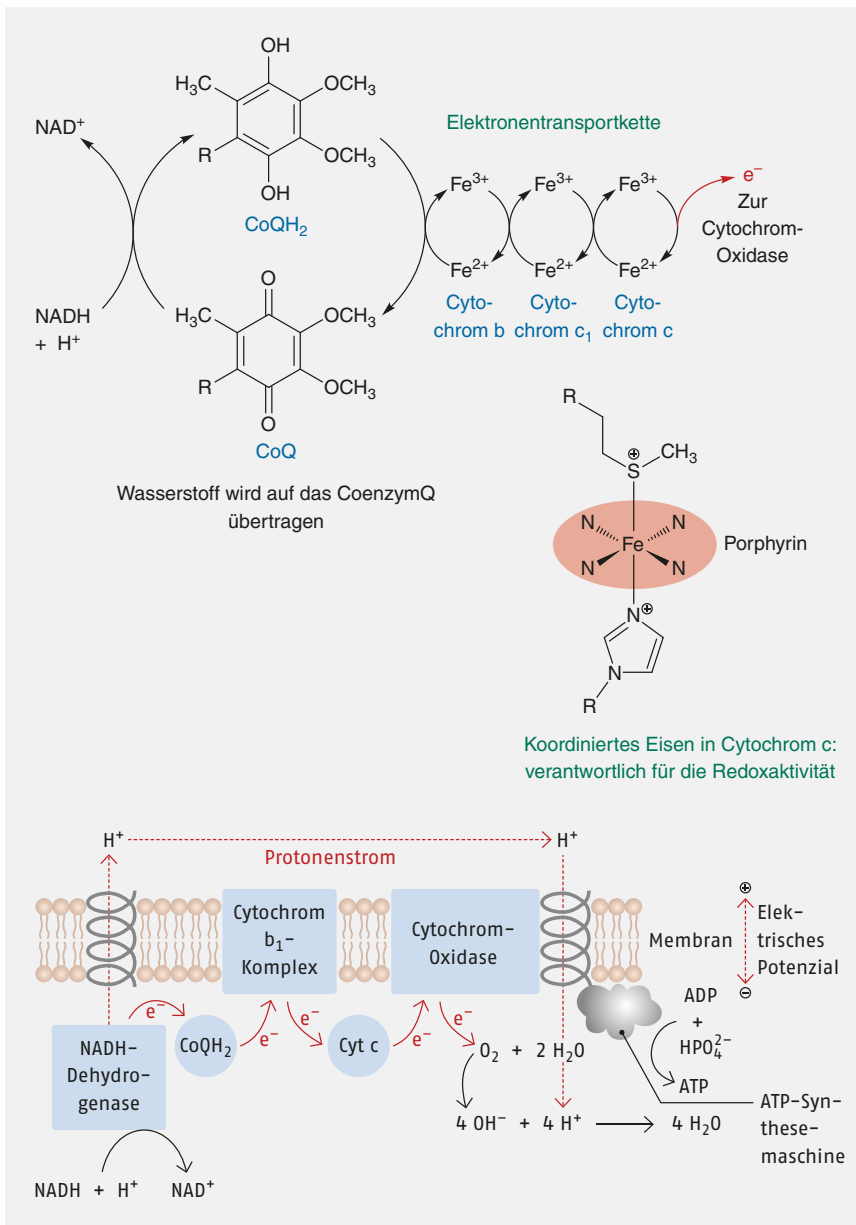 OH
H₃C
OCH₃
NAD⁺
Elektronentransportkette
R
OCH₃
OH
CoQH₂
Fe³⁺ Fe³⁺ Fe³⁺
e⁻
Zur
Cytochrom-
Oxidase
Fe²⁺ Fe²⁺ Fe²⁺
O
NADH
+ H⁺
H₃C
OCH₃
Cyto-
chrom b
Cyto-
chrom c₁
Cyto-
chrom c
R
OCH₃
O
CoQ
Wasserstoff wird auf das CoenzymQ
übertragen
R
⊕
S
CH₃
N N
Fe
N N
Porphyrin
N⊕
N
R
Koordiniertes Eisen in Cytochrom c:
verantwortlich für die Redoxaktivität
H⁺ H⁺
Protonenstrom
Cytochrom
b₁-
Komplex
Cytochrom-
Oxidase
Membran
⊕
Elek-
trisches
Potenzial
⊖
e⁻ e⁻ e⁻ e⁻ e⁻
NADH-
Dehydro-
genase
CoQH₂
Cyt c
O₂ + 2 H₂O
ADP
+
HPO₄²⁻
ATP
4 OH⁻ + 4 H⁺ 4 H₂O
ATP-Syn-
these-
maschine
NADH + H⁺ NAD⁺